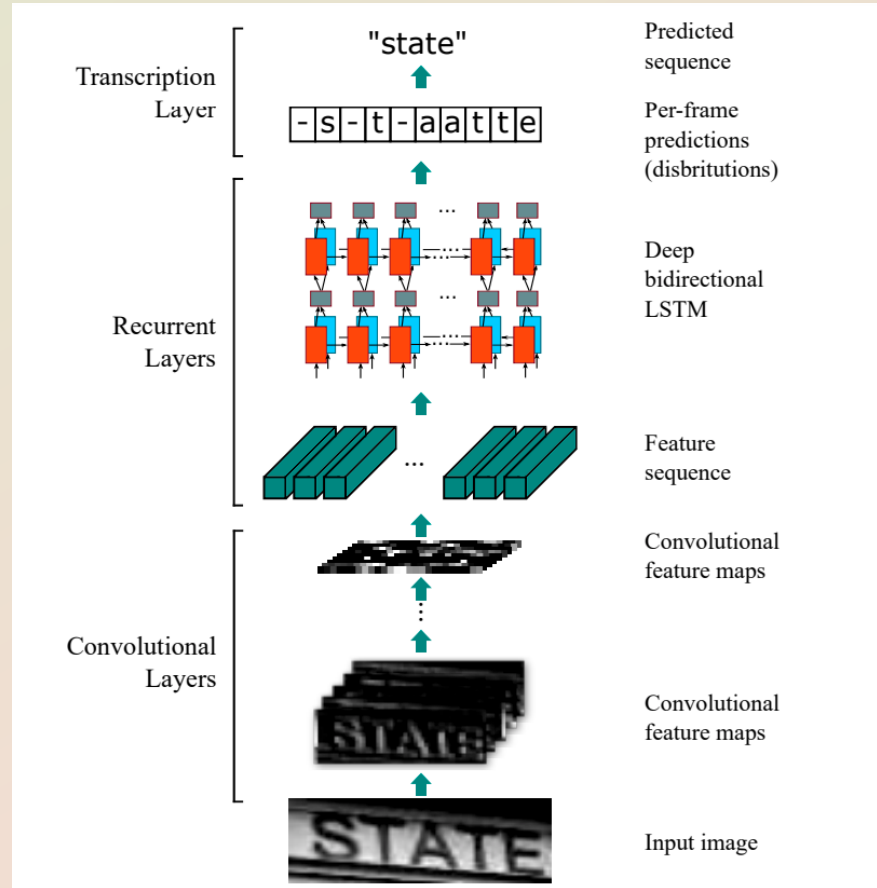 "state"
Predicted
sequence
Transcription
Layer
-s-t-aatte
Per-frame
predictions
(disbritutions)
...
Deep
bidirectional
LSTM
Recurrent
Layers
...
Feature
sequence
Convolutional
feature maps
Convolutional
Layers
STATE
Convolutional
feature maps
STATE
Input image